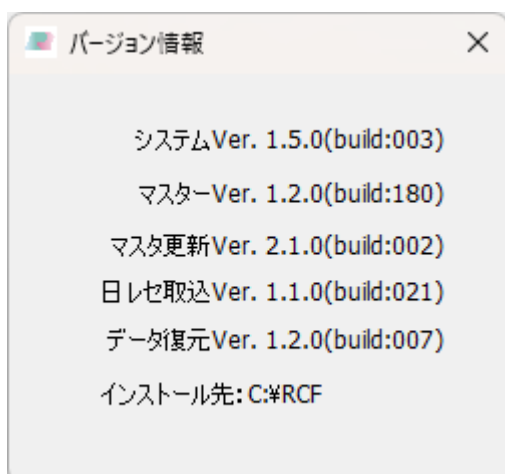 バージョン情報
システムVer. 1.5.0(build:003)
マスターVer. 1.2.0(build:180)
マスタ更新Ver. 2.1.0(build:002)
日レセ取込Ver. 1.1.0(build:021)
データ復元Ver. 1.2.0(build:007)
インストール先: C:¥RCF